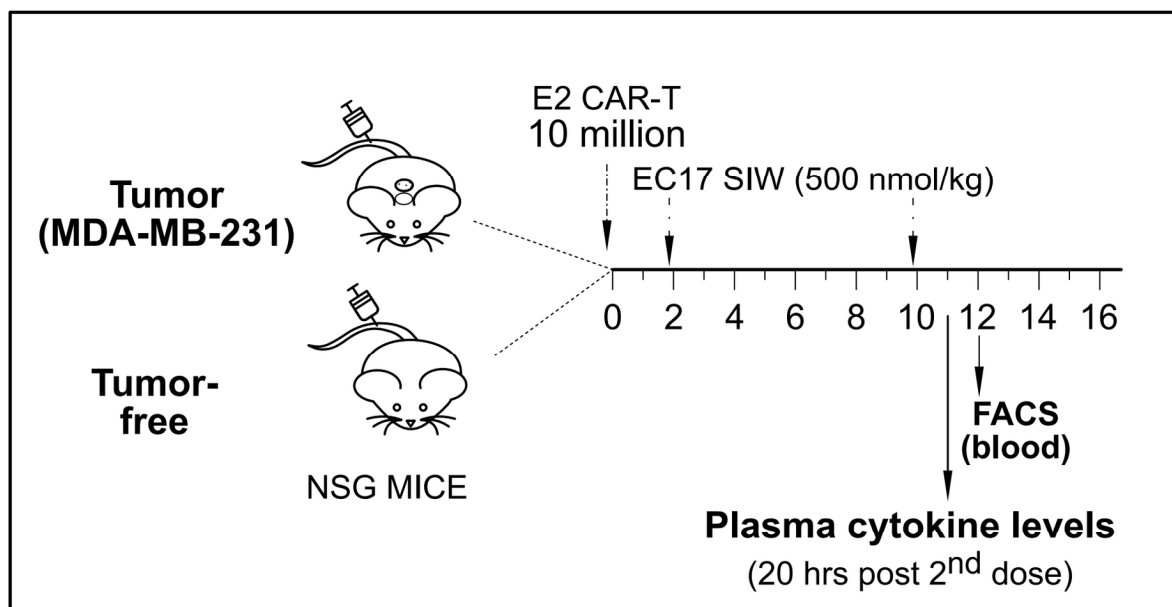 E2 CAR-T
10 million
EC17 SIW (500 nmol/kg)
Tumor
(MDA-MB-231)
0 2 4 6 8 10 12 14 16
Tumor-
free
NSG MICE
FACS
(blood)
Plasma cytokine levels
(20 hrs post 2nd dose)